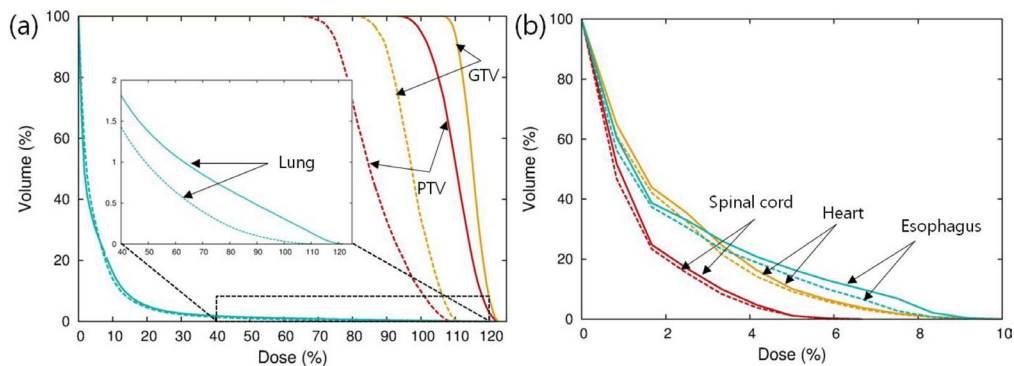 (a)
100
80
60
40
20
0
Volume (%)
0 10 20 30 40 50 60 70 80 90 100 110 120
Dose (%)
2
1.5
1
0.5
0
40 50 60 70 80 90 100 110 120
Lung
GTV
PTV
(b)
100
80
60
40
20
0
Volume (%)
0 2 4 6 8 10
Dose (%)
Spinal cord
Heart
Esophagus